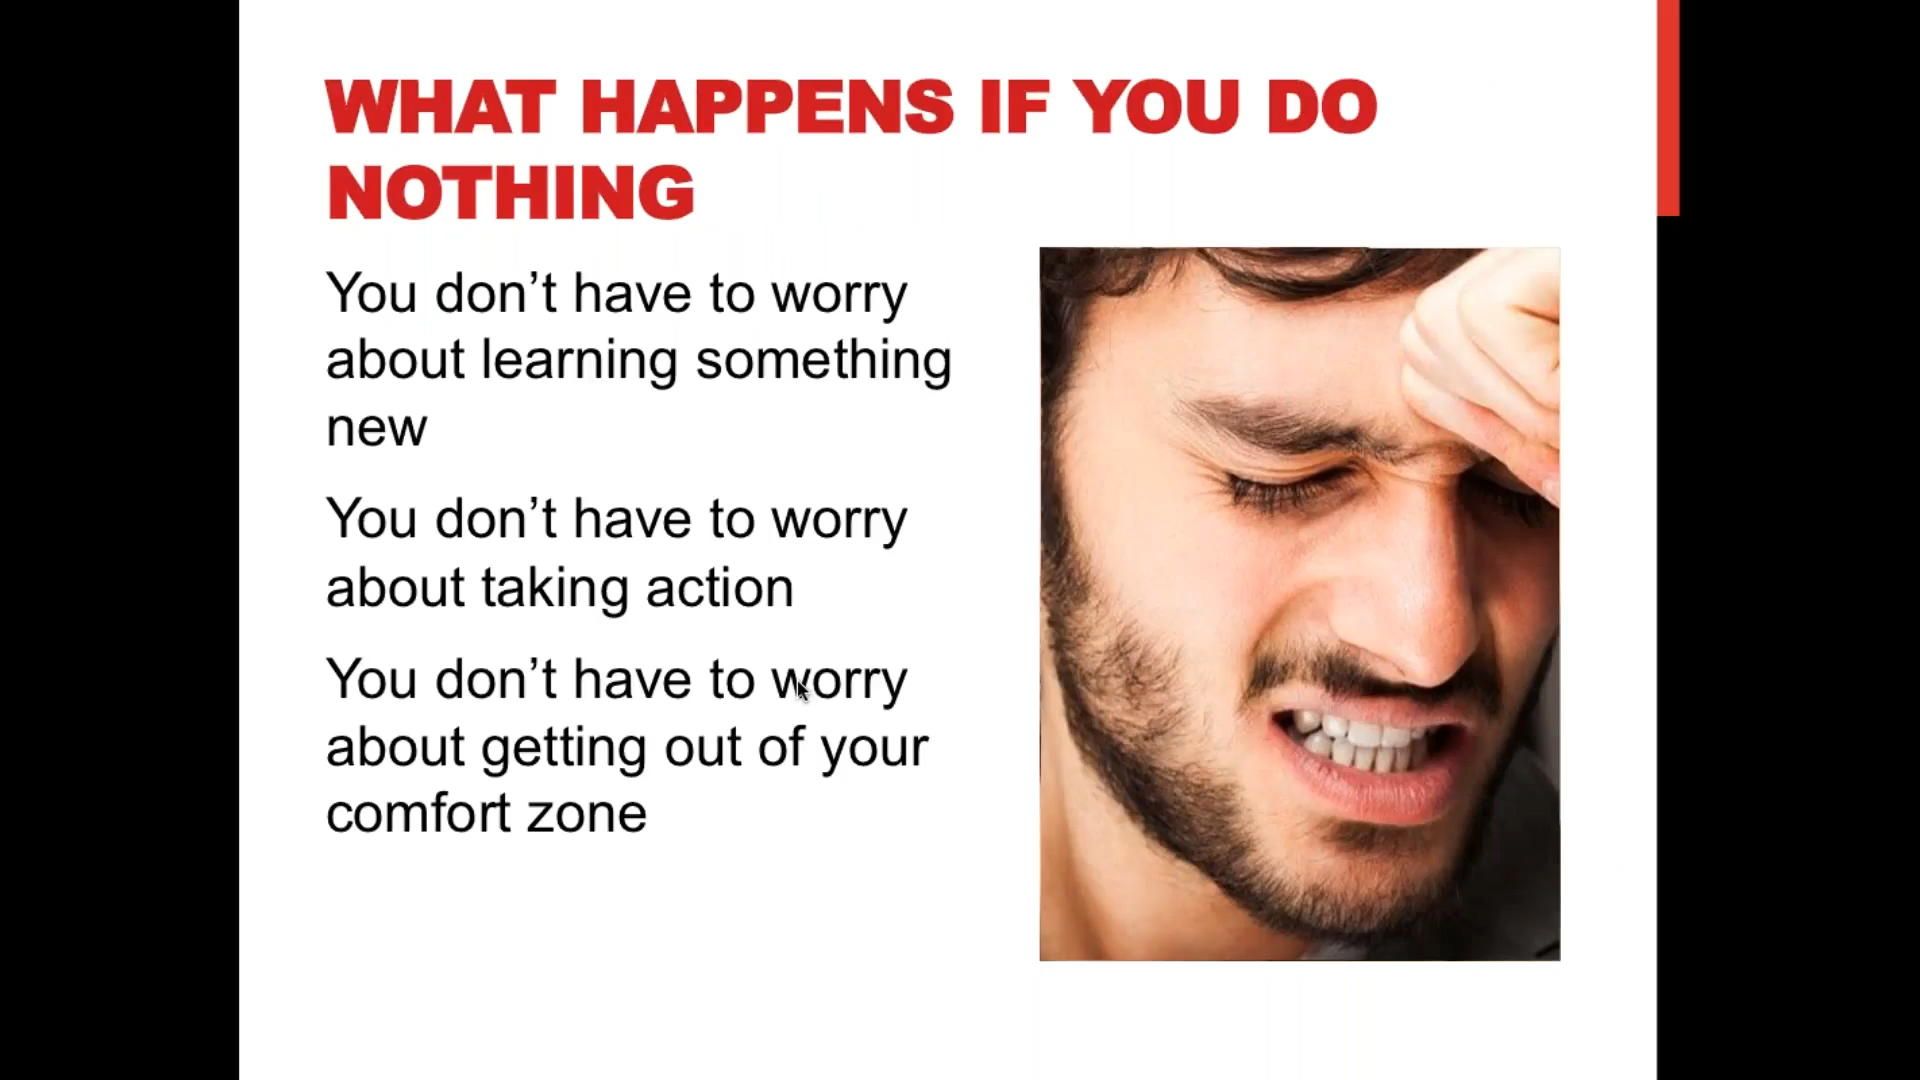 WHAT HAPPENS IF YOU DO
NOTHING
You don’t have to worry
about learning something
new
You don’t have to worry
about taking action
You don’t have to worry
about getting out of your
comfort zone